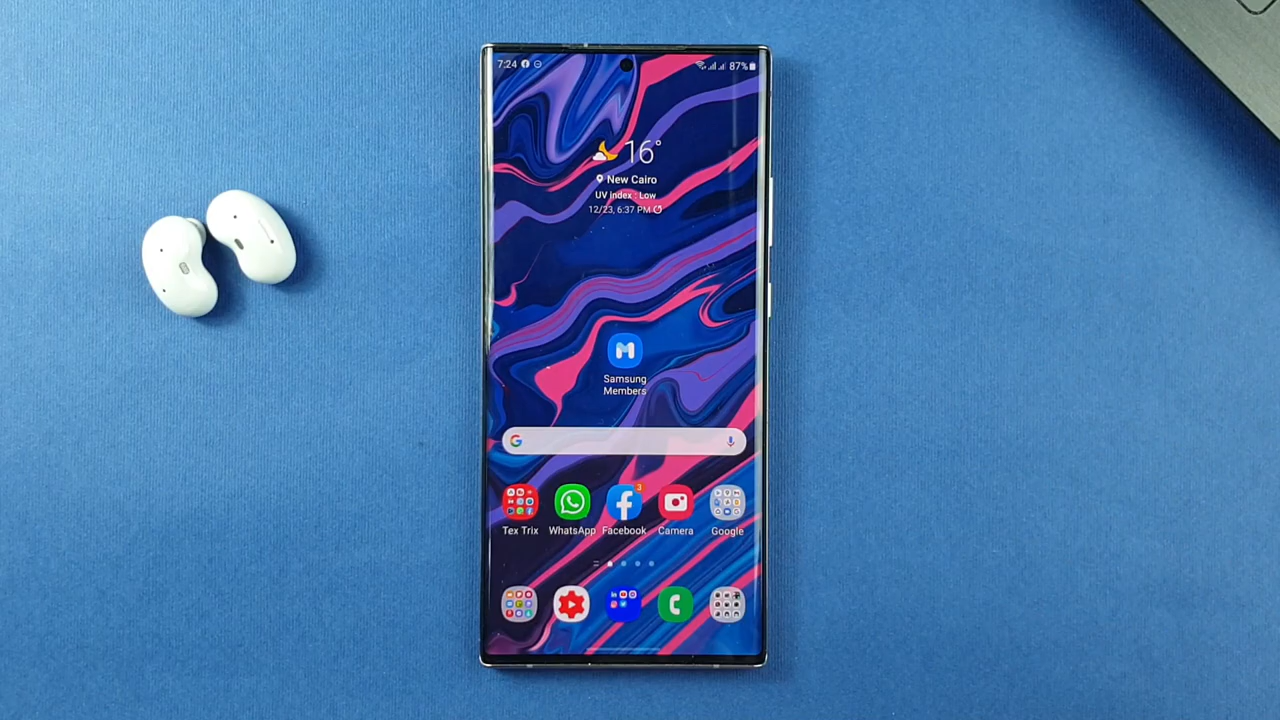 7:24
87%
16°
New Cairo
UV index : Low
12/23, 6:37 PM
Samsung
Members
3
Tex Trix
WhatsApp
Facebook
Camera
Google